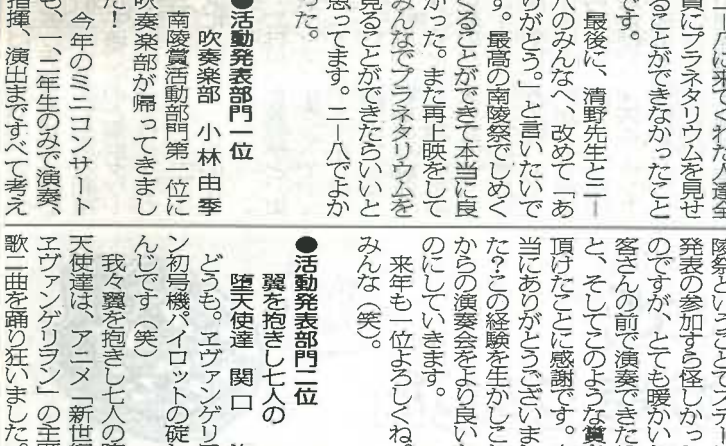 八に来てくれた人達全
員にプラネタリウムを見せ
ることができなかったこと
です。
最後に、清野先生と二ー
八のみんなへ、改めて「あ
りがとう。」と言いたいで
す。最高の南陵祭でしめく
くることができて本当に良
かった。また再上映をして
みんなでプラネタリウムを
見ることができたらいいと
思ってます。二ー八でよか
った。
●活動発表部門一位
吹奏楽部 小林由季
南陵賞活動部門第一位に
吹奏楽部が帰ってきまし
た！
今年のミニコンサート
も、一、二年生のみで演奏、
指揮、演出まですべて考え
陵祭ということでステー
発表の参加すら怪しかっ
のですが、とても暖かい
客さんの前で演奏できた
と、そしてこのような賞
頂けたことに感謝です。
当にありがとうございま
た？この経験を生かしこ
からの演奏会をより良い
のにしていきます。
来年も一位よろしくね、
みんな（笑）。
●活動発表部門二位
翼を抱きし七人の
堕天使達 関口
どうも。ヱヴァンゲリ
ン初号機パイロットの碇
んじです（笑）
我々翼を抱きし七人の
天使達は、アニメ「新世
ヱヴァンゲリヲン」の主
歌二曲を踊り狂いました。